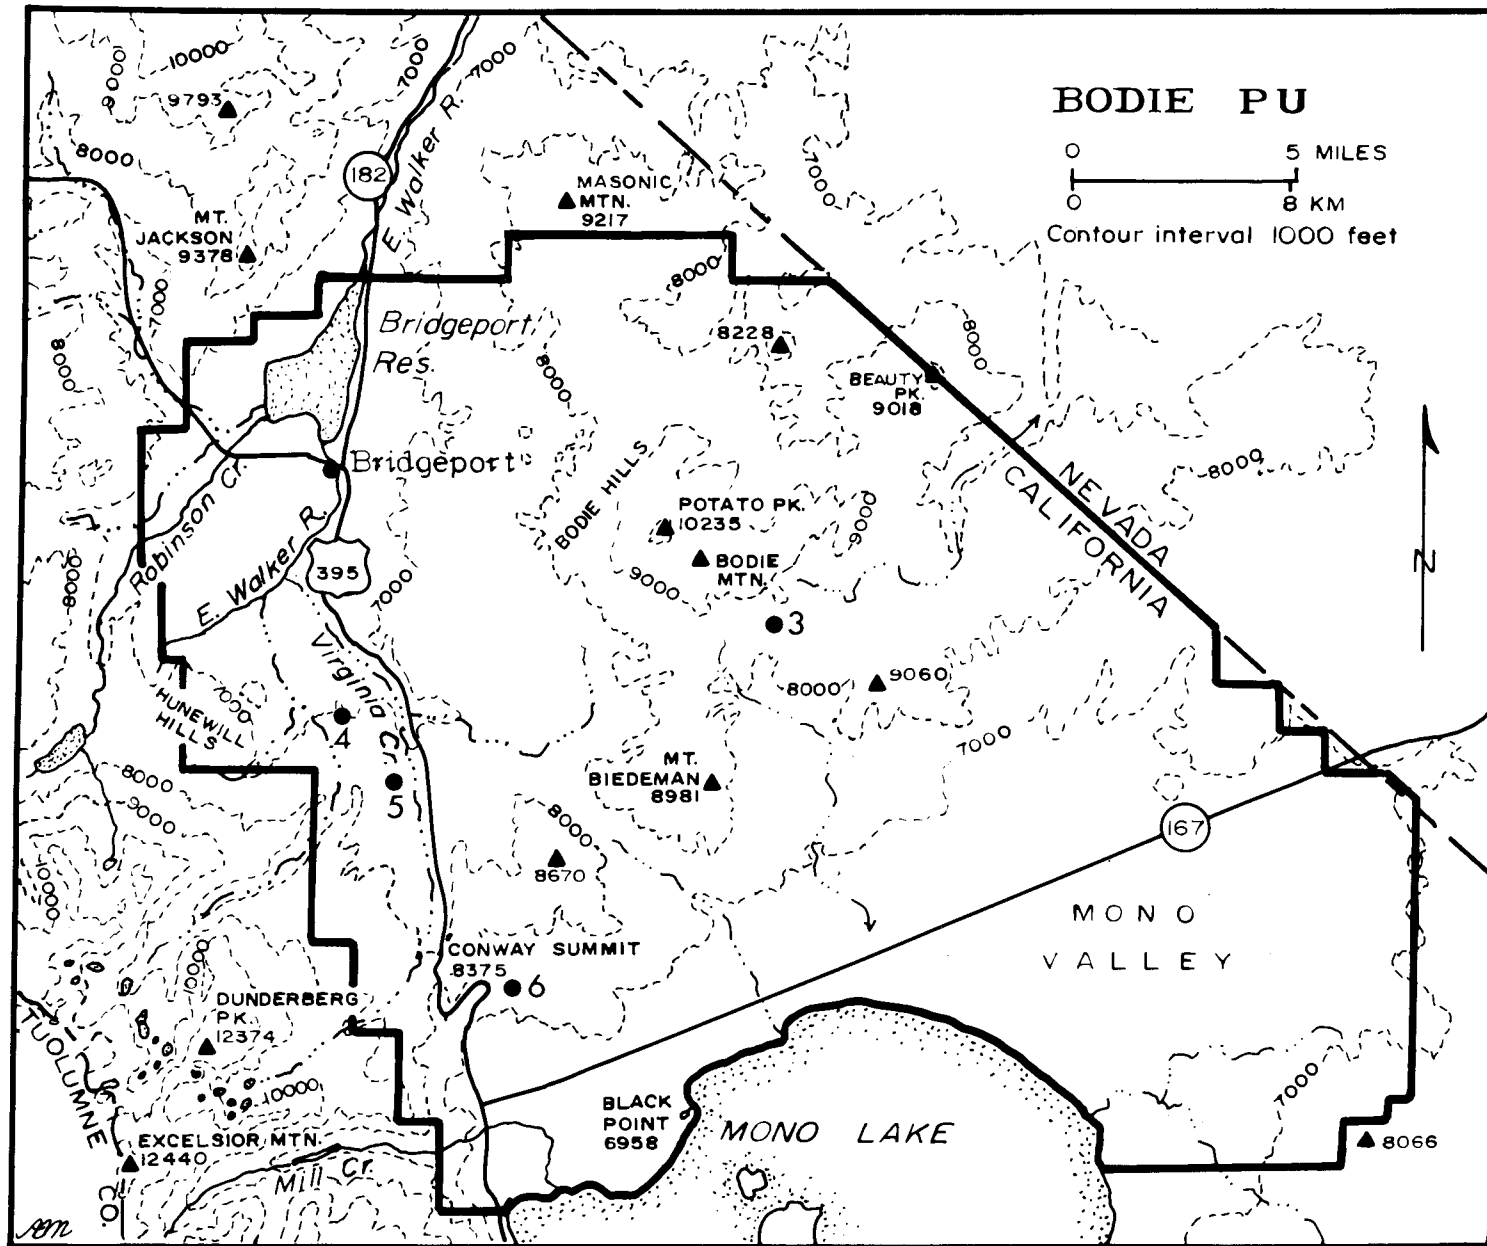 BODIE PU
0 5 MILES
0 8 KM
Contour interval 1000 feet
10000
9000
7000
7000
9793
8000
182
E. Walker R.
MASONIC
MTN.
9217
7000
MT.
JACKSON
9378
8000
7000
8000
Bridgeport
Res.
8000
8228
BEAUTY
PK.
9018
8000
NEVADA
CALIFORNIA
8000
N
Bridgeport
Robinson Cr.
BODIE HILLS
POTATO PK.
10235
9000
BODIE
MTN.
9000
8000
E. Walker R.
395
7000
3
Virginia Cr.
HUNEWILL
HILLS
7000
4
5
8000
9060
7000
MT.
BIEDEMAN
8981
8000
9000
10000
8000
8670
167
MONO
VALLEY
CONWAY SUMMIT
8375
6
10000
DUNDERBERG
PK.
12374
TUOLUMNE
CO.
10000
EXCELSIOR MTN.
12440
Mill Cr.
BLACK
POINT
6958
MONO LAKE
7000
8066